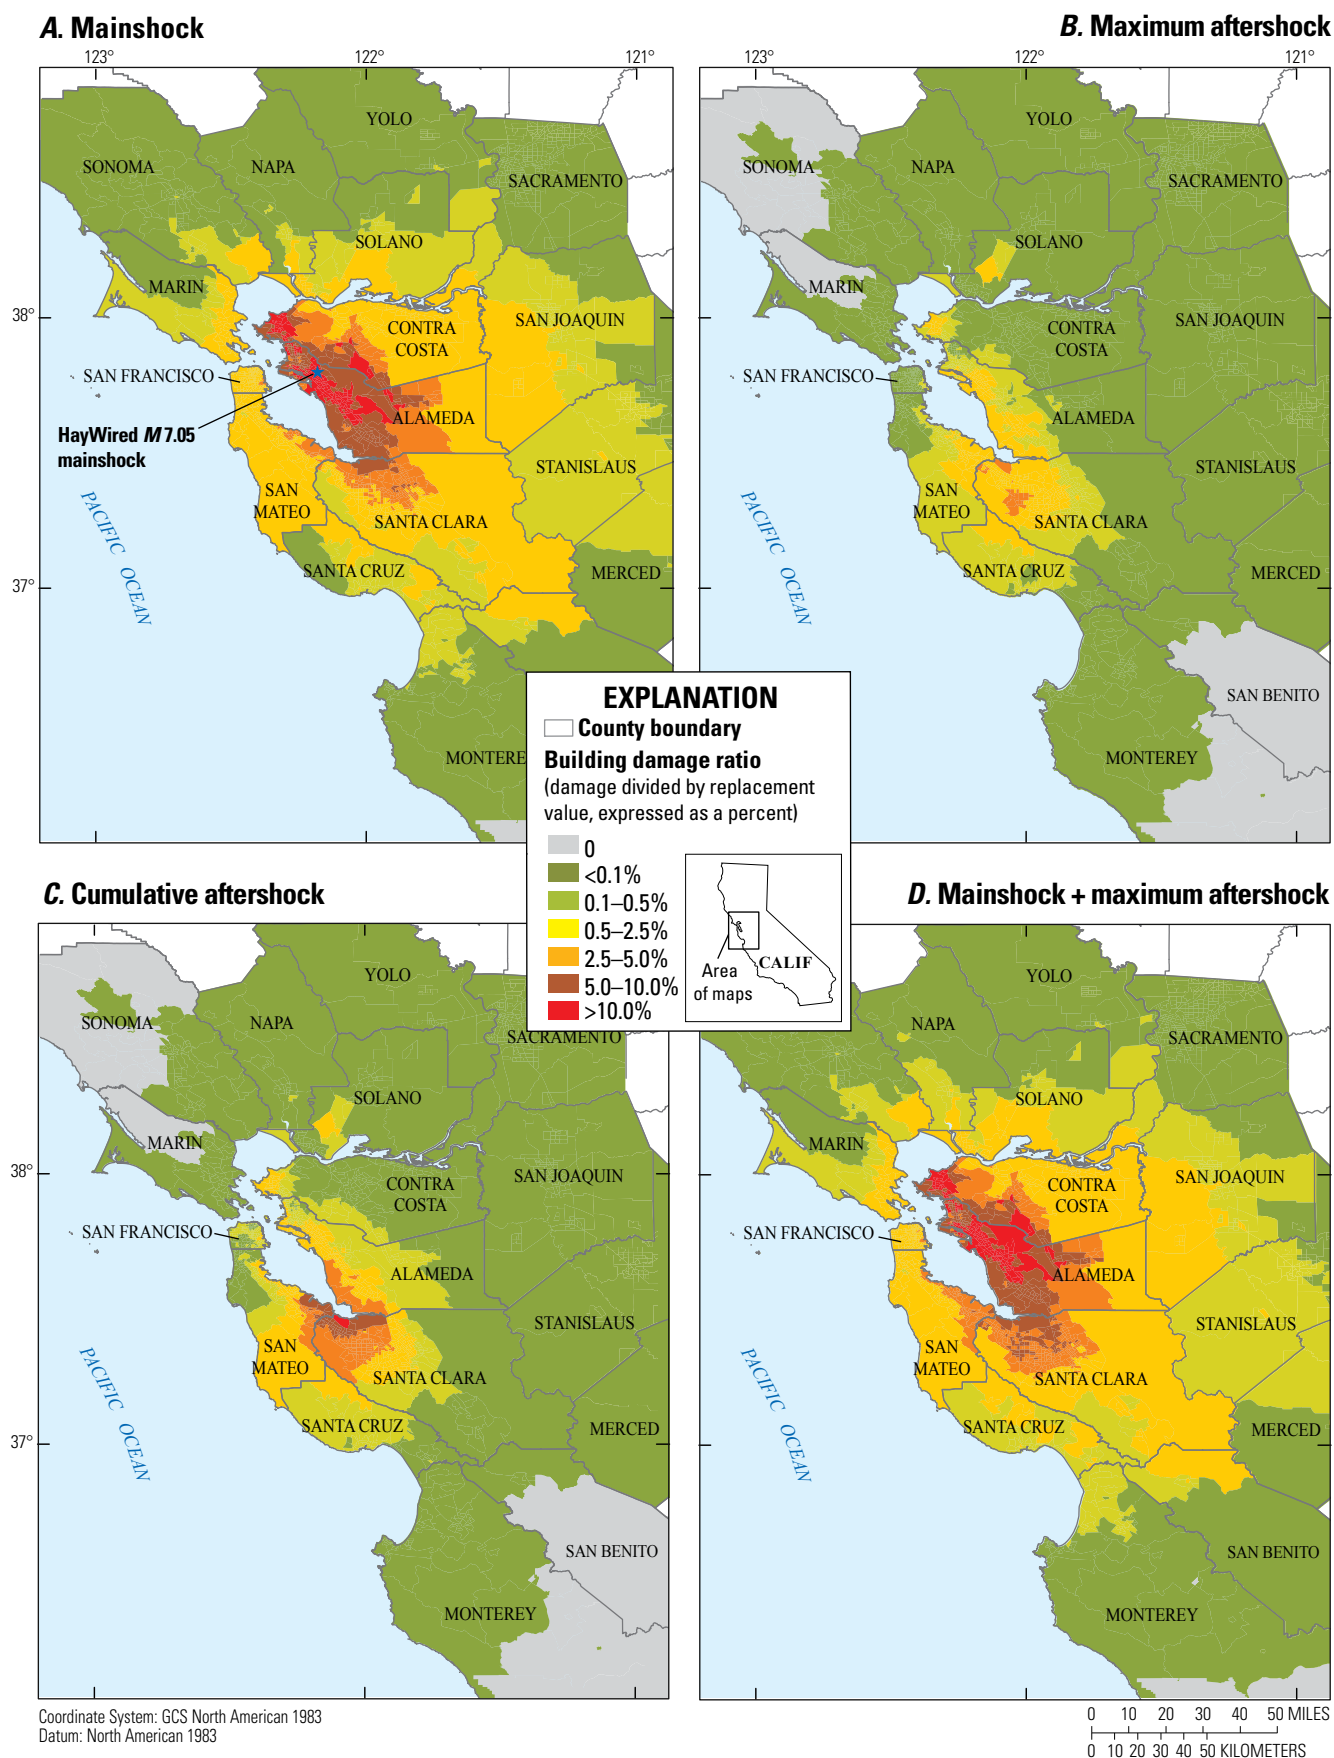 A. Mainshock
123°
122°
121°
YOLO
SONOMA
NAPA
SACRAMENTO
SOLANO
MARIN
38°
CONTRA
COSTA
SAN JOAQUIN
SAN FRANCISCO
ALAMEDA
HayWired M 7.05
mainshock
STANISLAUS
SAN
MATEO
SANTA CLARA
PACIFIC OCEAN
SANTA CRUZ
MERCED
37°
MONTERE
B. Maximum aftershock
123°
122°
121°
YOLO
SONOMA
NAPA
SACRAMENTO
SOLANO
MARIN
CONTRA
COSTA
SAN JOAQUIN
SAN FRANCISCO
ALAMEDA
STANISLAUS
SAN
MATEO
SANTA CLARA
PACIFIC OCEAN
SANTA CRUZ
MERCED
SAN BENITO
MONTEREY
EXPLANATION
County boundary
Building damage ratio
(damage divided by replacement
value, expressed as a percent)
0
<0.1%
0.1–0.5%
0.5–2.5%
2.5–5.0%
5.0–10.0%
>10.0%
Area
of maps
CALIF
C. Cumulative aftershock
YOLO
SONOMA
NAPA
SACRAMENTO
SOLANO
MARIN
38°
CONTRA
COSTA
SAN JOAQUIN
SAN FRANCISCO
ALAMEDA
STANISLAUS
SAN
MATEO
SANTA CLARA
PACIFIC OCEAN
SANTA CRUZ
MERCED
37°
SAN BENITO
MONTEREY
D. Mainshock + maximum aftershock
YOLO
NAPA
SACRAMENTO
SOLANO
MARIN
CONTRA
COSTA
SAN JOAQUIN
SAN FRANCISCO
ALAMEDA
STANISLAUS
SAN
MATEO
SANTA CLARA
PACIFIC OCEAN
SANTA CRUZ
MERCED
SAN BENITO
MONTEREY
Coordinate System: GCS North American 1983
Datum: North American 1983
0 10 20 30 40 50 MILES
0 10 20 30 40 50 KILOMETERS